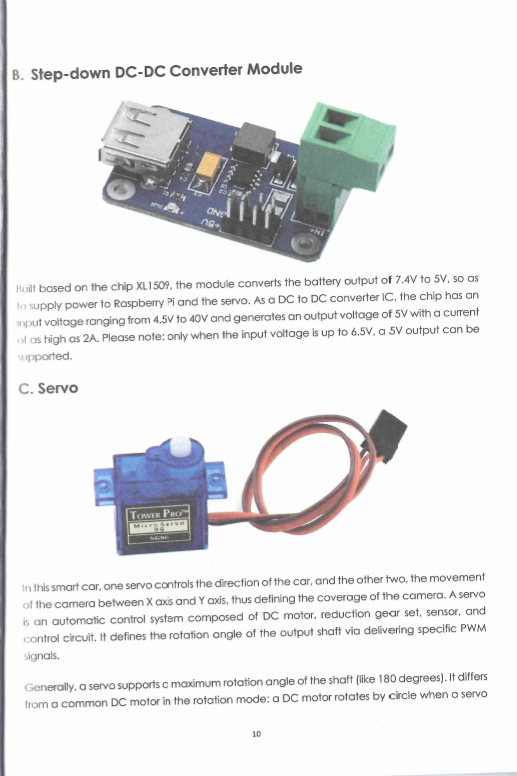 B. Step-down DC-DC Converter Module
GND
+5U
IN+
Built based on the chip XL1509, the module converts the battery output of 7.4V to 5V, so as
to supply power to Raspberry Pi and the servo. As a DC to DC converter IC, the chip has an
input voltage ranging from 4.5V to 40V and generates an output voltage of 5V with a current
of as high as 2A. Please note: only when the input voltage is up to 6.5V, a 5V output can be
supported.
C. Servo
TOWER PRO™
Micro Servo
9g
SG90
In this smart car, one servo controls the direction of the car, and the other two, the movement
of the camera between X axis and Y axis, thus defining the coverage of the camera. A servo
is an automatic control system composed of DC motor, reduction gear set, sensor, and
control circuit. It defines the rotation angle of the output shaft via delivering specific PWM
signals.
Generally, a servo supports c maximum rotation angle of the shaft (like 180 degrees). It differs
from a common DC motor in the rotation mode: a DC motor rotates by circle when a servo
10